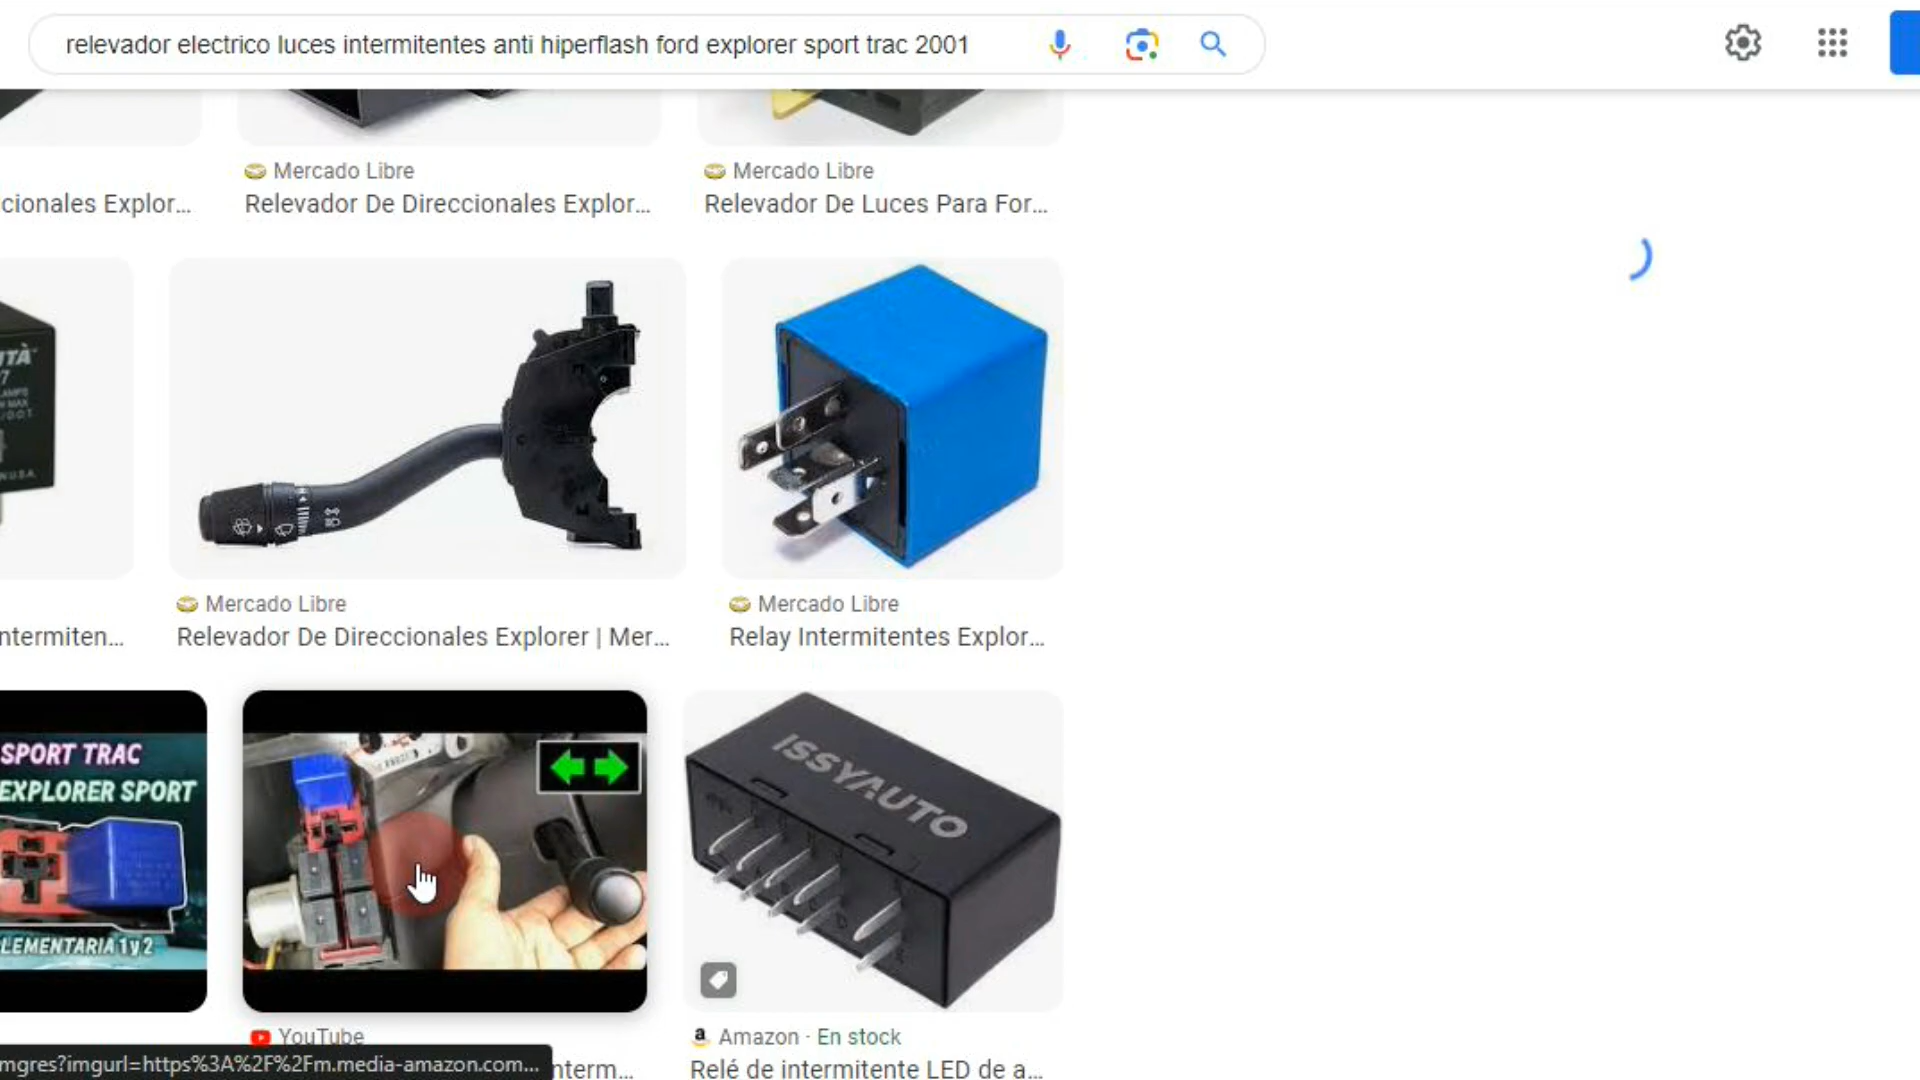 relevador electrico luces intermitentes anti hiperflash ford explorer sport trac 2001
Mercado Libre
Mercado Libre
cionales Explor...
Relevador De Direccionales Explor...
Relevador De Luces Para For...
ITÀ
7
Mercado Libre
Mercado Libre
ntermiten...
Relevador De Direccionales Explorer | Mer...
Relay Intermitentes Explor...
SPORT TRAC
EXPLORER SPORT
LEMENTARIA 1 y 2
ISSYAUTO
YouTube
Amazon · En stock
mgres?imgurl=https%3A%2F%2Fm.media-amazon.com...
nterm...
Relé de intermitente LED de a...